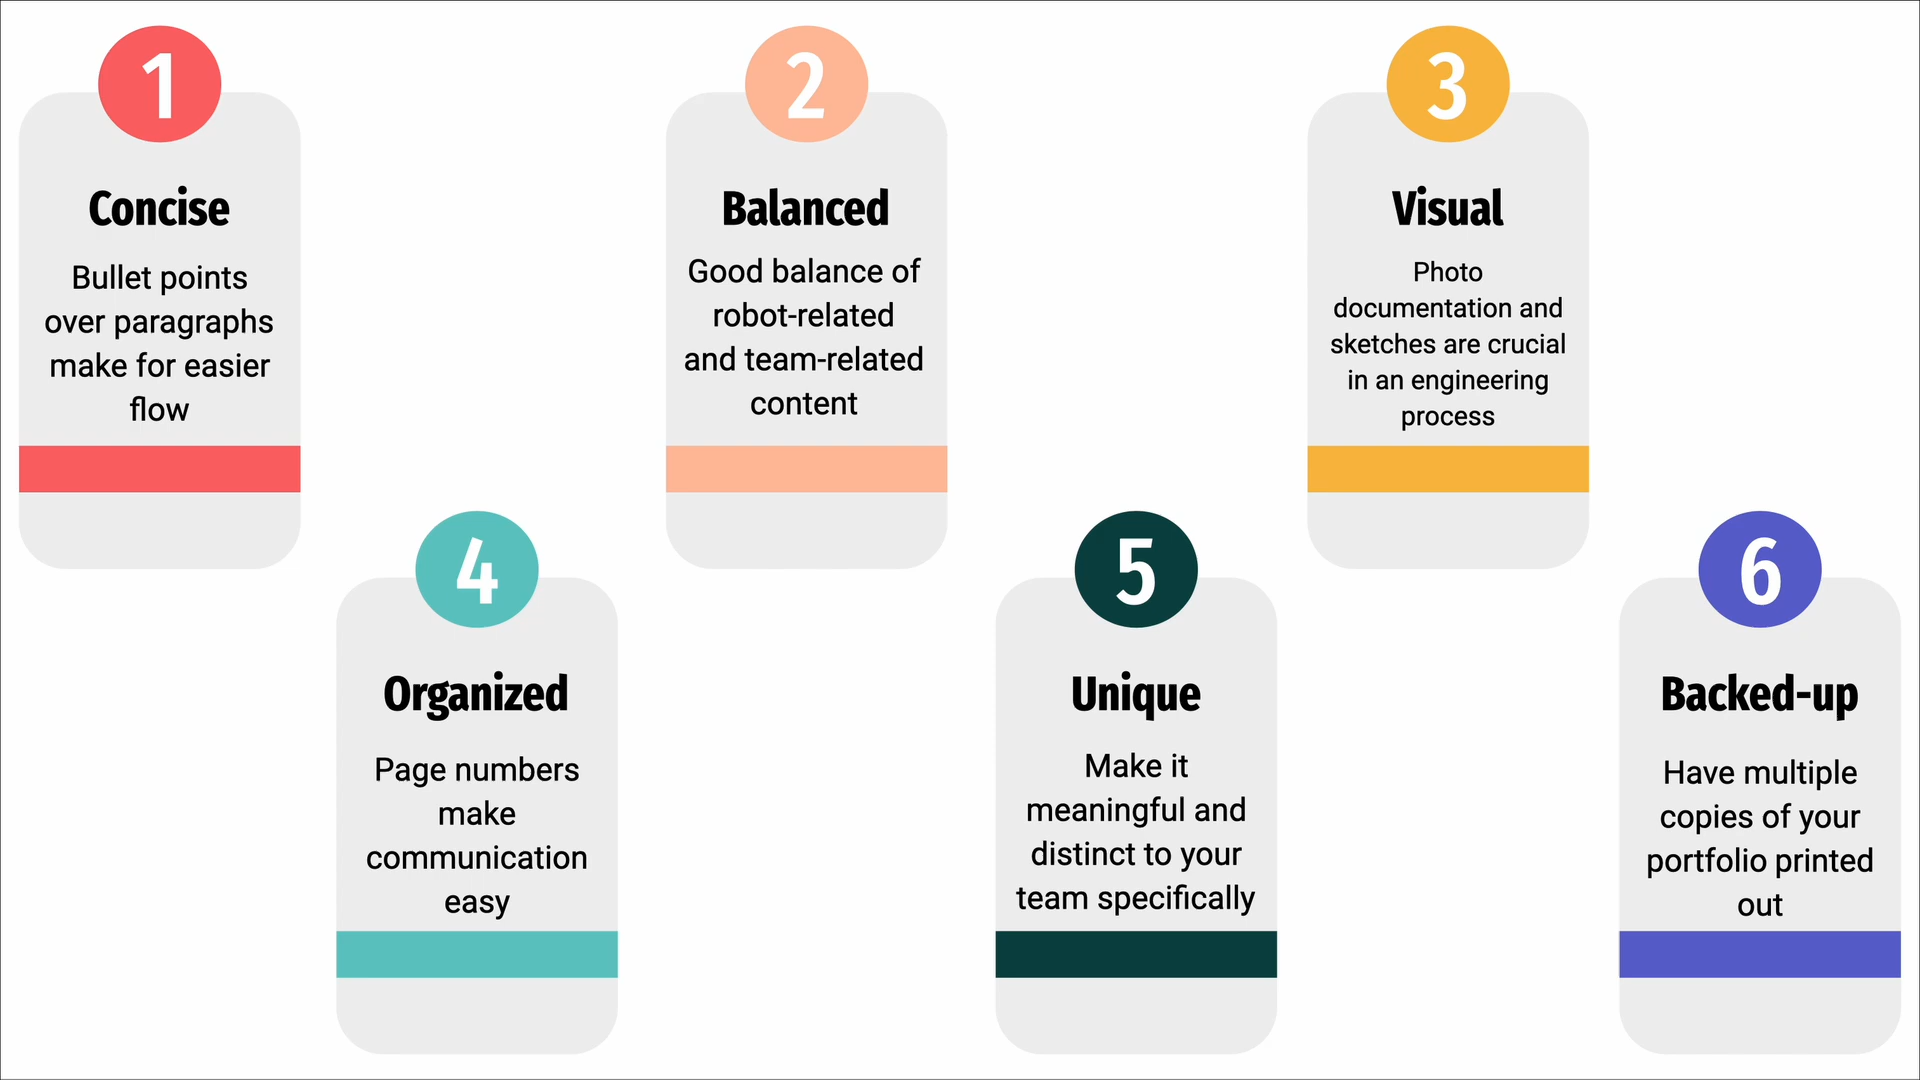 1
Concise
Bullet points
over paragraphs
make for easier
flow
2
Balanced
Good balance of
robot-related
and team-related
content
3
Visual
Photo
documentation and
sketches are crucial
in an engineering
process
4
Organized
Page numbers
make
communication
easy
5
Unique
Make it
meaningful and
distinct to your
team specifically
6
Backed-up
Have multiple
copies of your
portfolio printed
out